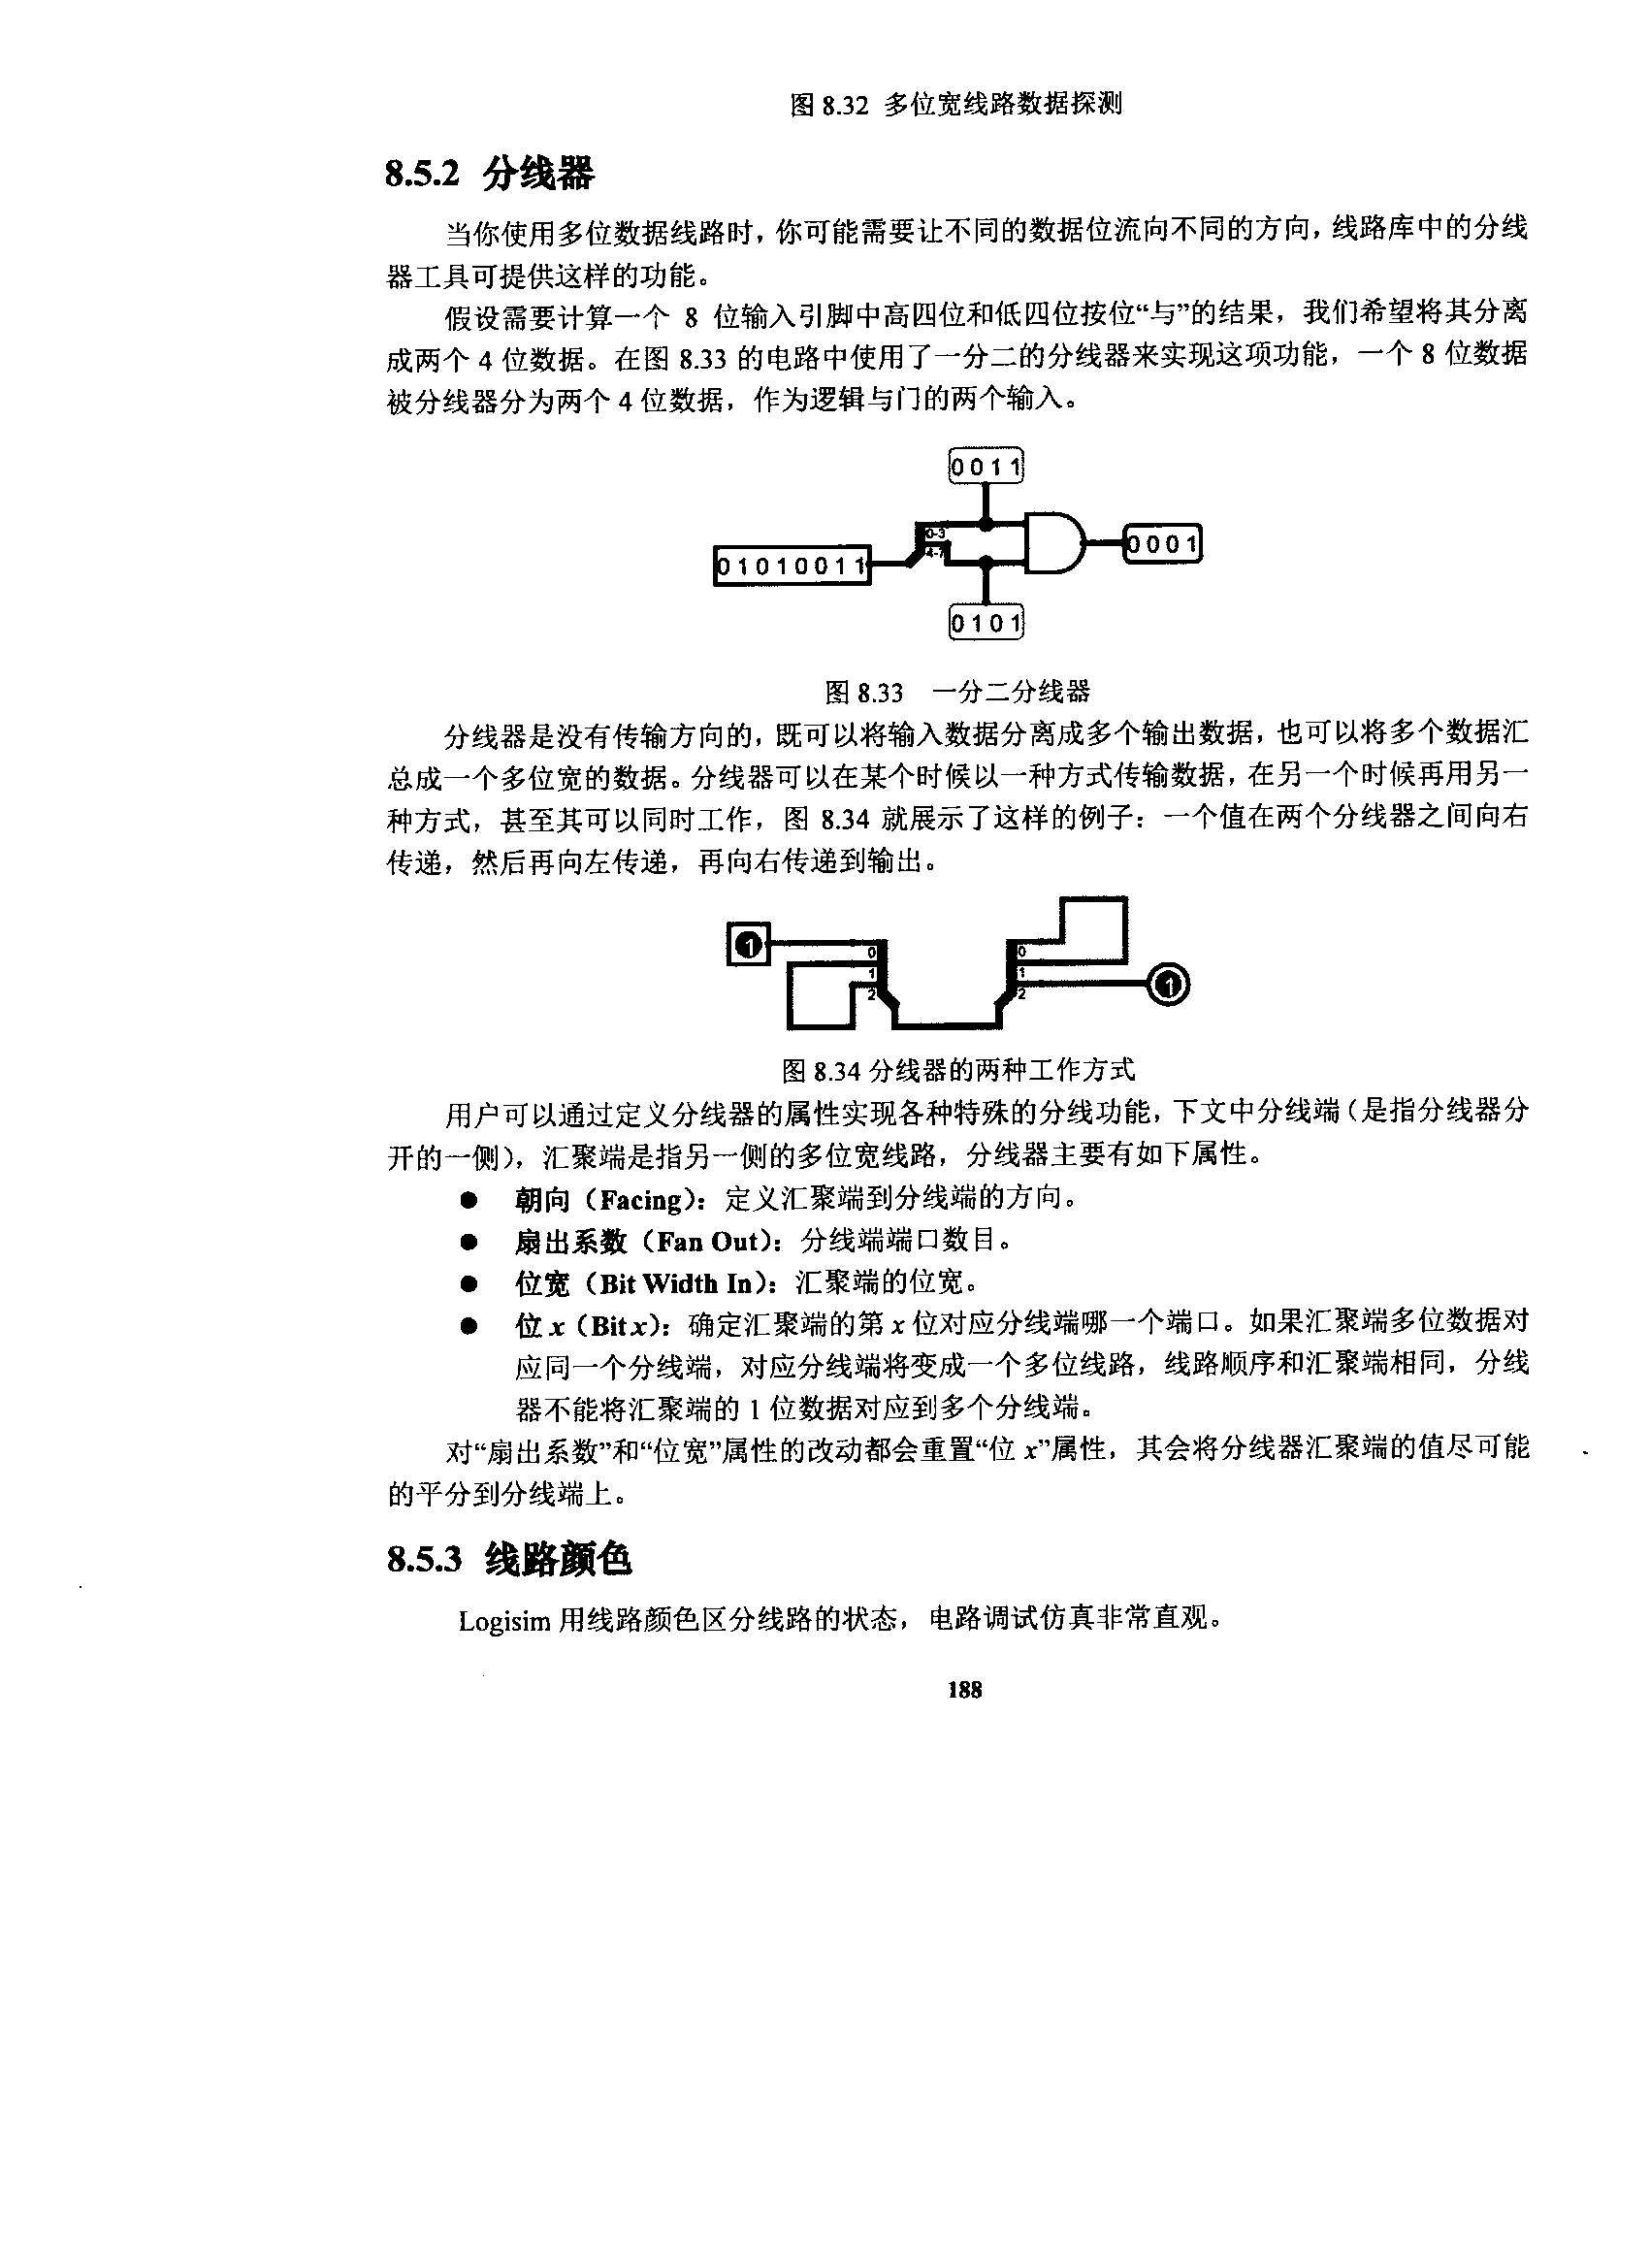 图 8.32 多位宽线路数据探测
8.5.2 分线器
当你使用多位数据线路时，你可能需要让不同的数据位流向不同的方向，线路库中的分线
器工具可提供这样的功能。
假设需要计算一个 8 位输入引脚中高四位和低四位按位“与”的结果，我们希望将其分离
成两个 4 位数据。在图 8.33 的电路中使用了一分二的分线器来实现这项功能，一个 8 位数据
被分线器分为两个 4 位数据，作为逻辑与门的两个输入。
0011
0-3
4-7
01010011
0001
0101
图 8.33 一分二分线器
分线器是没有传输方向的，既可以将输入数据分离成多个输出数据，也可以将多个数据汇
总成一个多位宽的数据。分线器可以在某个时候以一种方式传输数据，在另一个时候再用另一
种方式，甚至其可以同时工作，图 8.34 就展示了这样的例子：一个值在两个分线器之间向右
传递，然后再向左传递，再向右传递到输出。
1
0
1
2
0
1
2
1
图 8.34 分线器的两种工作方式
用户可以通过定义分线器的属性实现各种特殊的分线功能，下文中分线端（是指分线器分
开的一侧），汇聚端是指另一侧的多位宽线路，分线器主要有如下属性。
● 朝向（Facing）：定义汇聚端到分线端的方向。
● 扇出系数（Fan Out）：分线端端口数目。
● 位宽（Bit Width In）：汇聚端的位宽。
● 位 x（Bit x）：确定汇聚端的第 x 位对应分线端哪一个端口。如果汇聚端多位数据对
应同一个分线端，对应分线端将变成一个多位线路，线路顺序和汇聚端相同，分线
器不能将汇聚端的 1 位数据对应到多个分线端。
对“扇出系数”和“位宽”属性的改动都会重置“位 x”属性，其会将分线器汇聚端的值尽可能
的平分到分线端上。
8.5.3 线路颜色
Logisim 用线路颜色区分线路的状态，电路调试仿真非常直观。
188